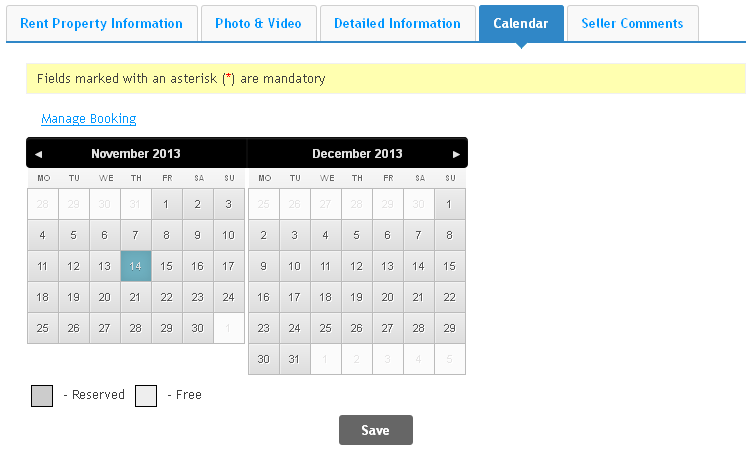 Rent Property Information Photo & Video Detailed Information Calendar Seller Comments
Fields marked with an asterisk (*) are mandatory
Manage Booking
◄ November 2013
MO TU WE TH FR SA SU
28 29 30 31 1 2 3
4 5 6 7 8 9 10
11 12 13 14 15 16 17
18 19 20 21 22 23 24
25 26 27 28 29 30 1
December 2013 ►
MO TU WE TH FR SA SU
25 26 27 28 29 30 1
2 3 4 5 6 7 8
9 10 11 12 13 14 15
16 17 18 19 20 21 22
23 24 25 26 27 28 29
30 31 1 2 3 4 5
- Reserved - Free
Save